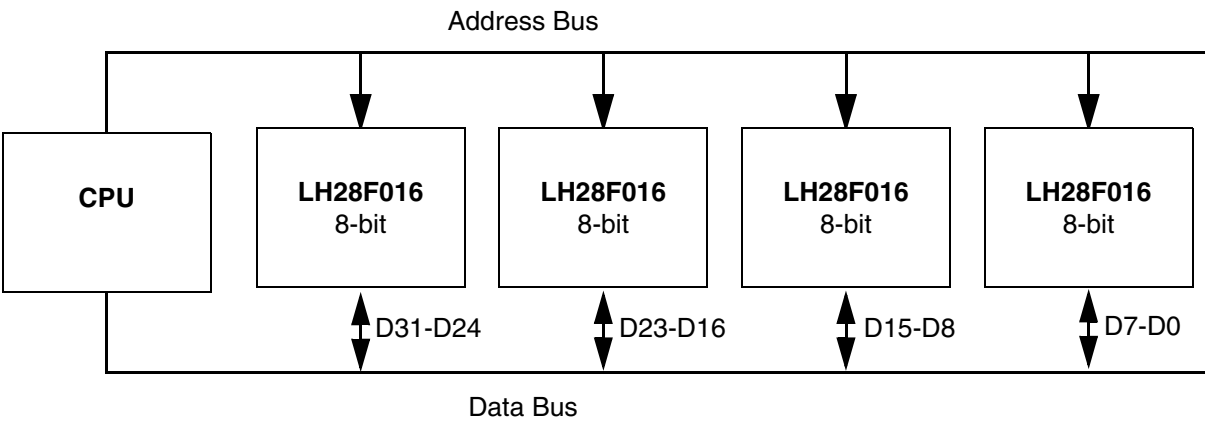 Address Bus
CPU
LH28F016
8-bit
LH28F016
8-bit
LH28F016
8-bit
LH28F016
8-bit
D31-D24
D23-D16
D15-D8
D7-D0
Data Bus